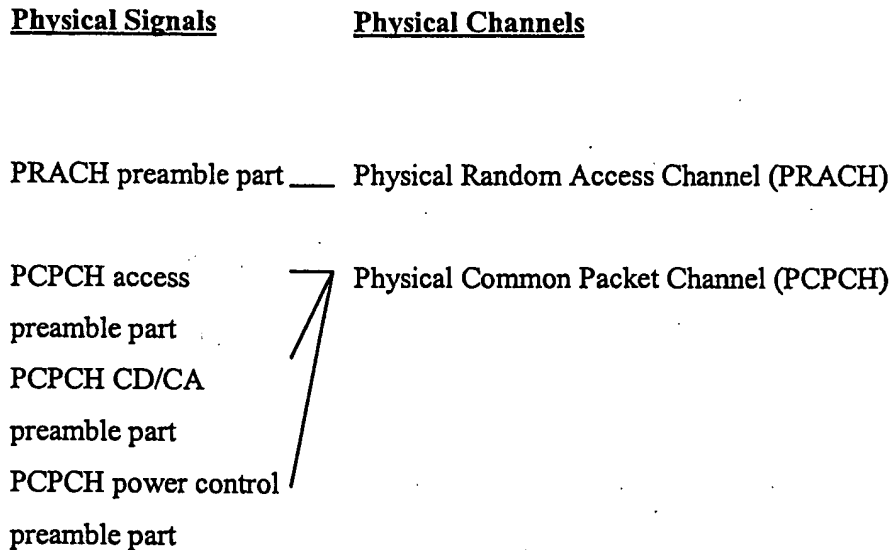 Physical Signals Physical Channels
PRACH preamble part Physical Random Access Channel (PRACH)
PCPCH access Physical Common Packet Channel (PCPCH)
preamble part
PCPCH CD/CA
preamble part
PCPCH power control
preamble part